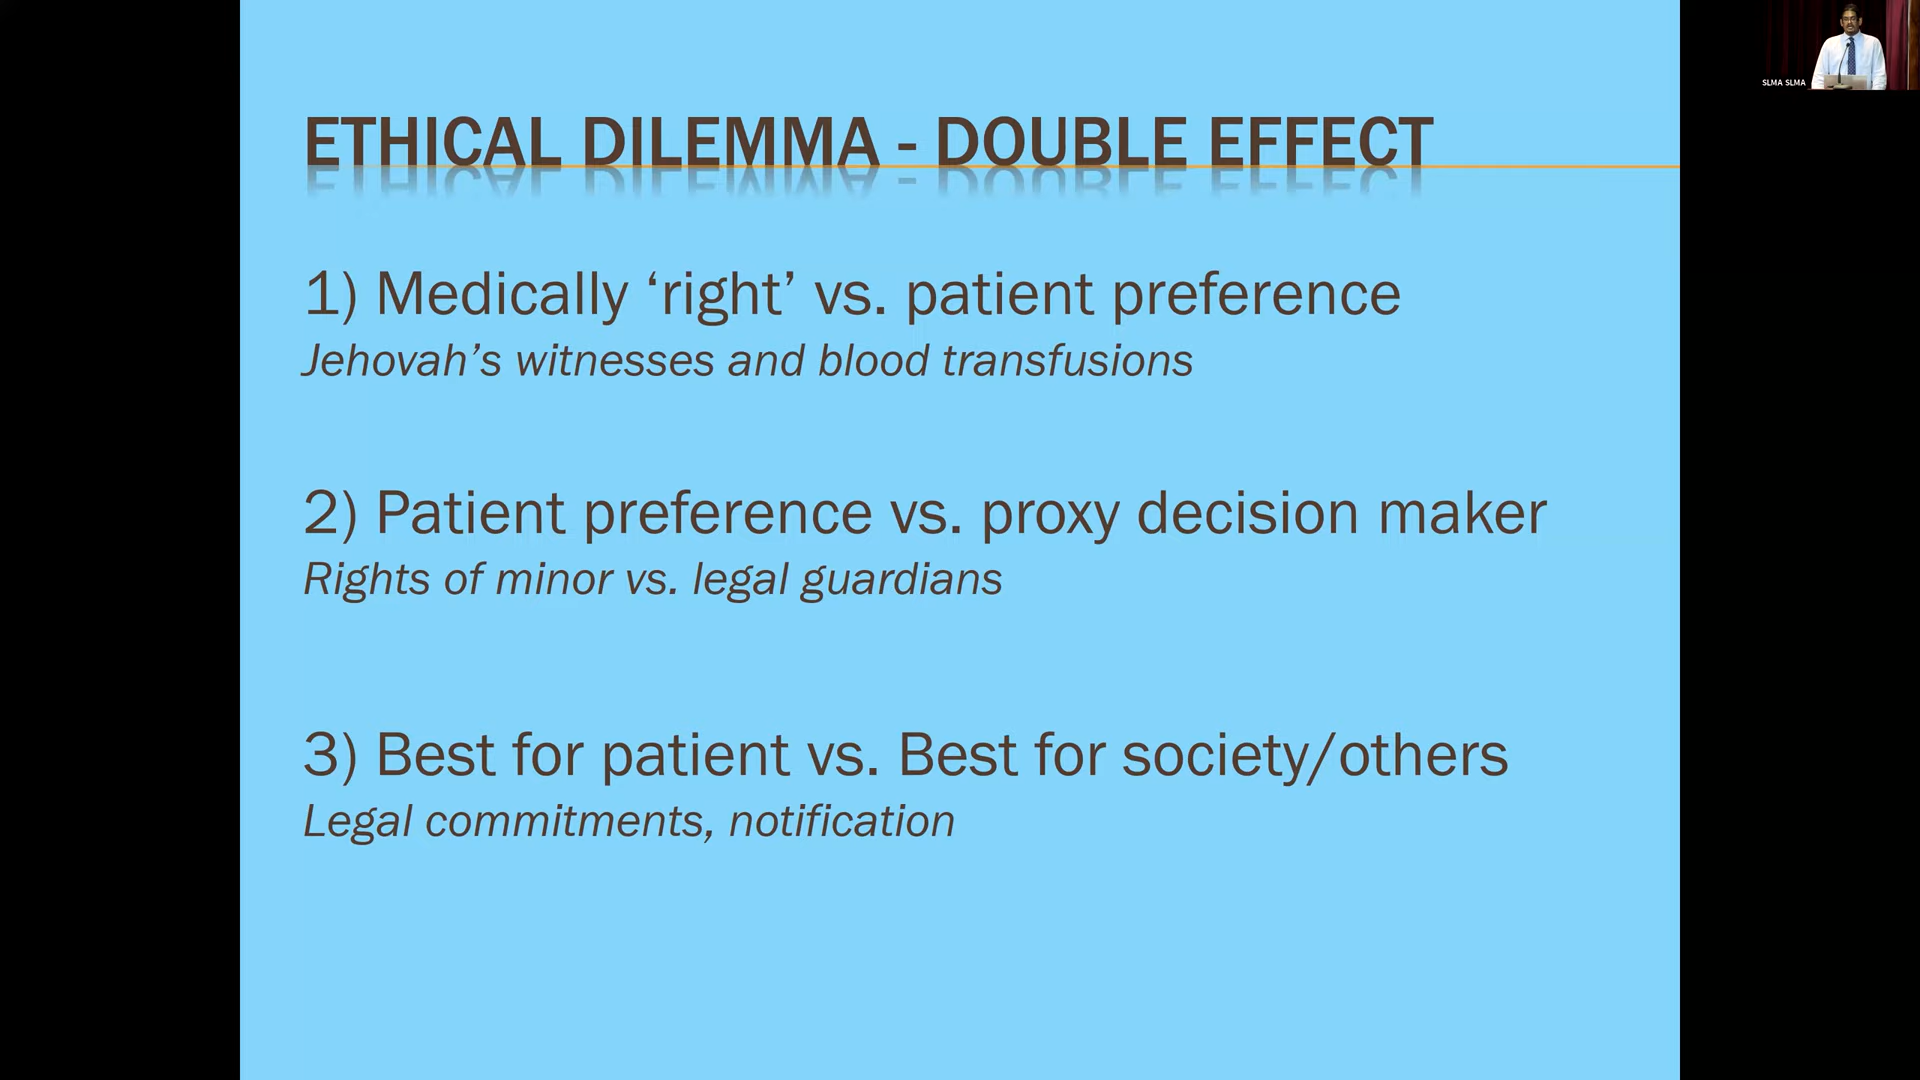 SLMA SLMA
ETHICAL DILEMMA - DOUBLE EFFECT
1) Medically ‘right’ vs. patient preference
Jehovah’s witnesses and blood transfusions
2) Patient preference vs. proxy decision maker
Rights of minor vs. legal guardians
3) Best for patient vs. Best for society/others
Legal commitments, notification